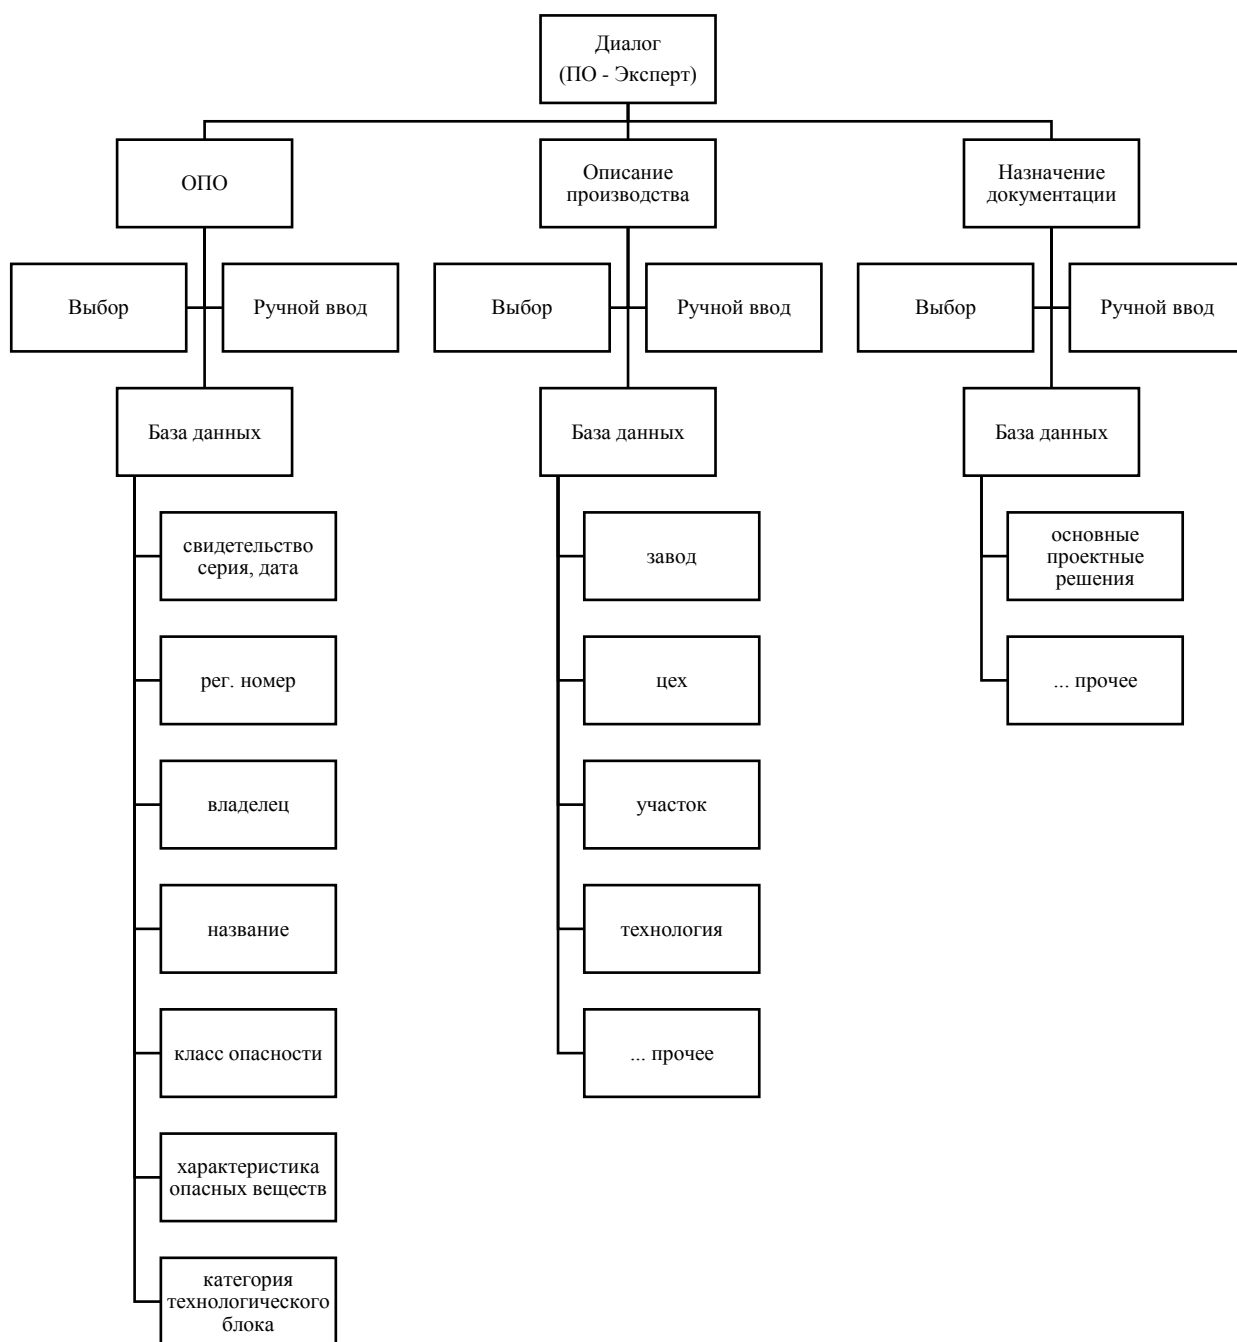 Диалог
(ПО - Эксперт)
ОПО
Описание
производства
Назначение
документации
Выбор
Ручной ввод
Выбор
Ручной ввод
Выбор
Ручной ввод
База данных
База данных
База данных
свидетельство
серия, дата
завод
основные
проектные
решения
рег. номер
цех
... прочее
владелец
участок
название
технология
класс опасности
... прочее
характеристика
опасных веществ
категория
технологического
блока